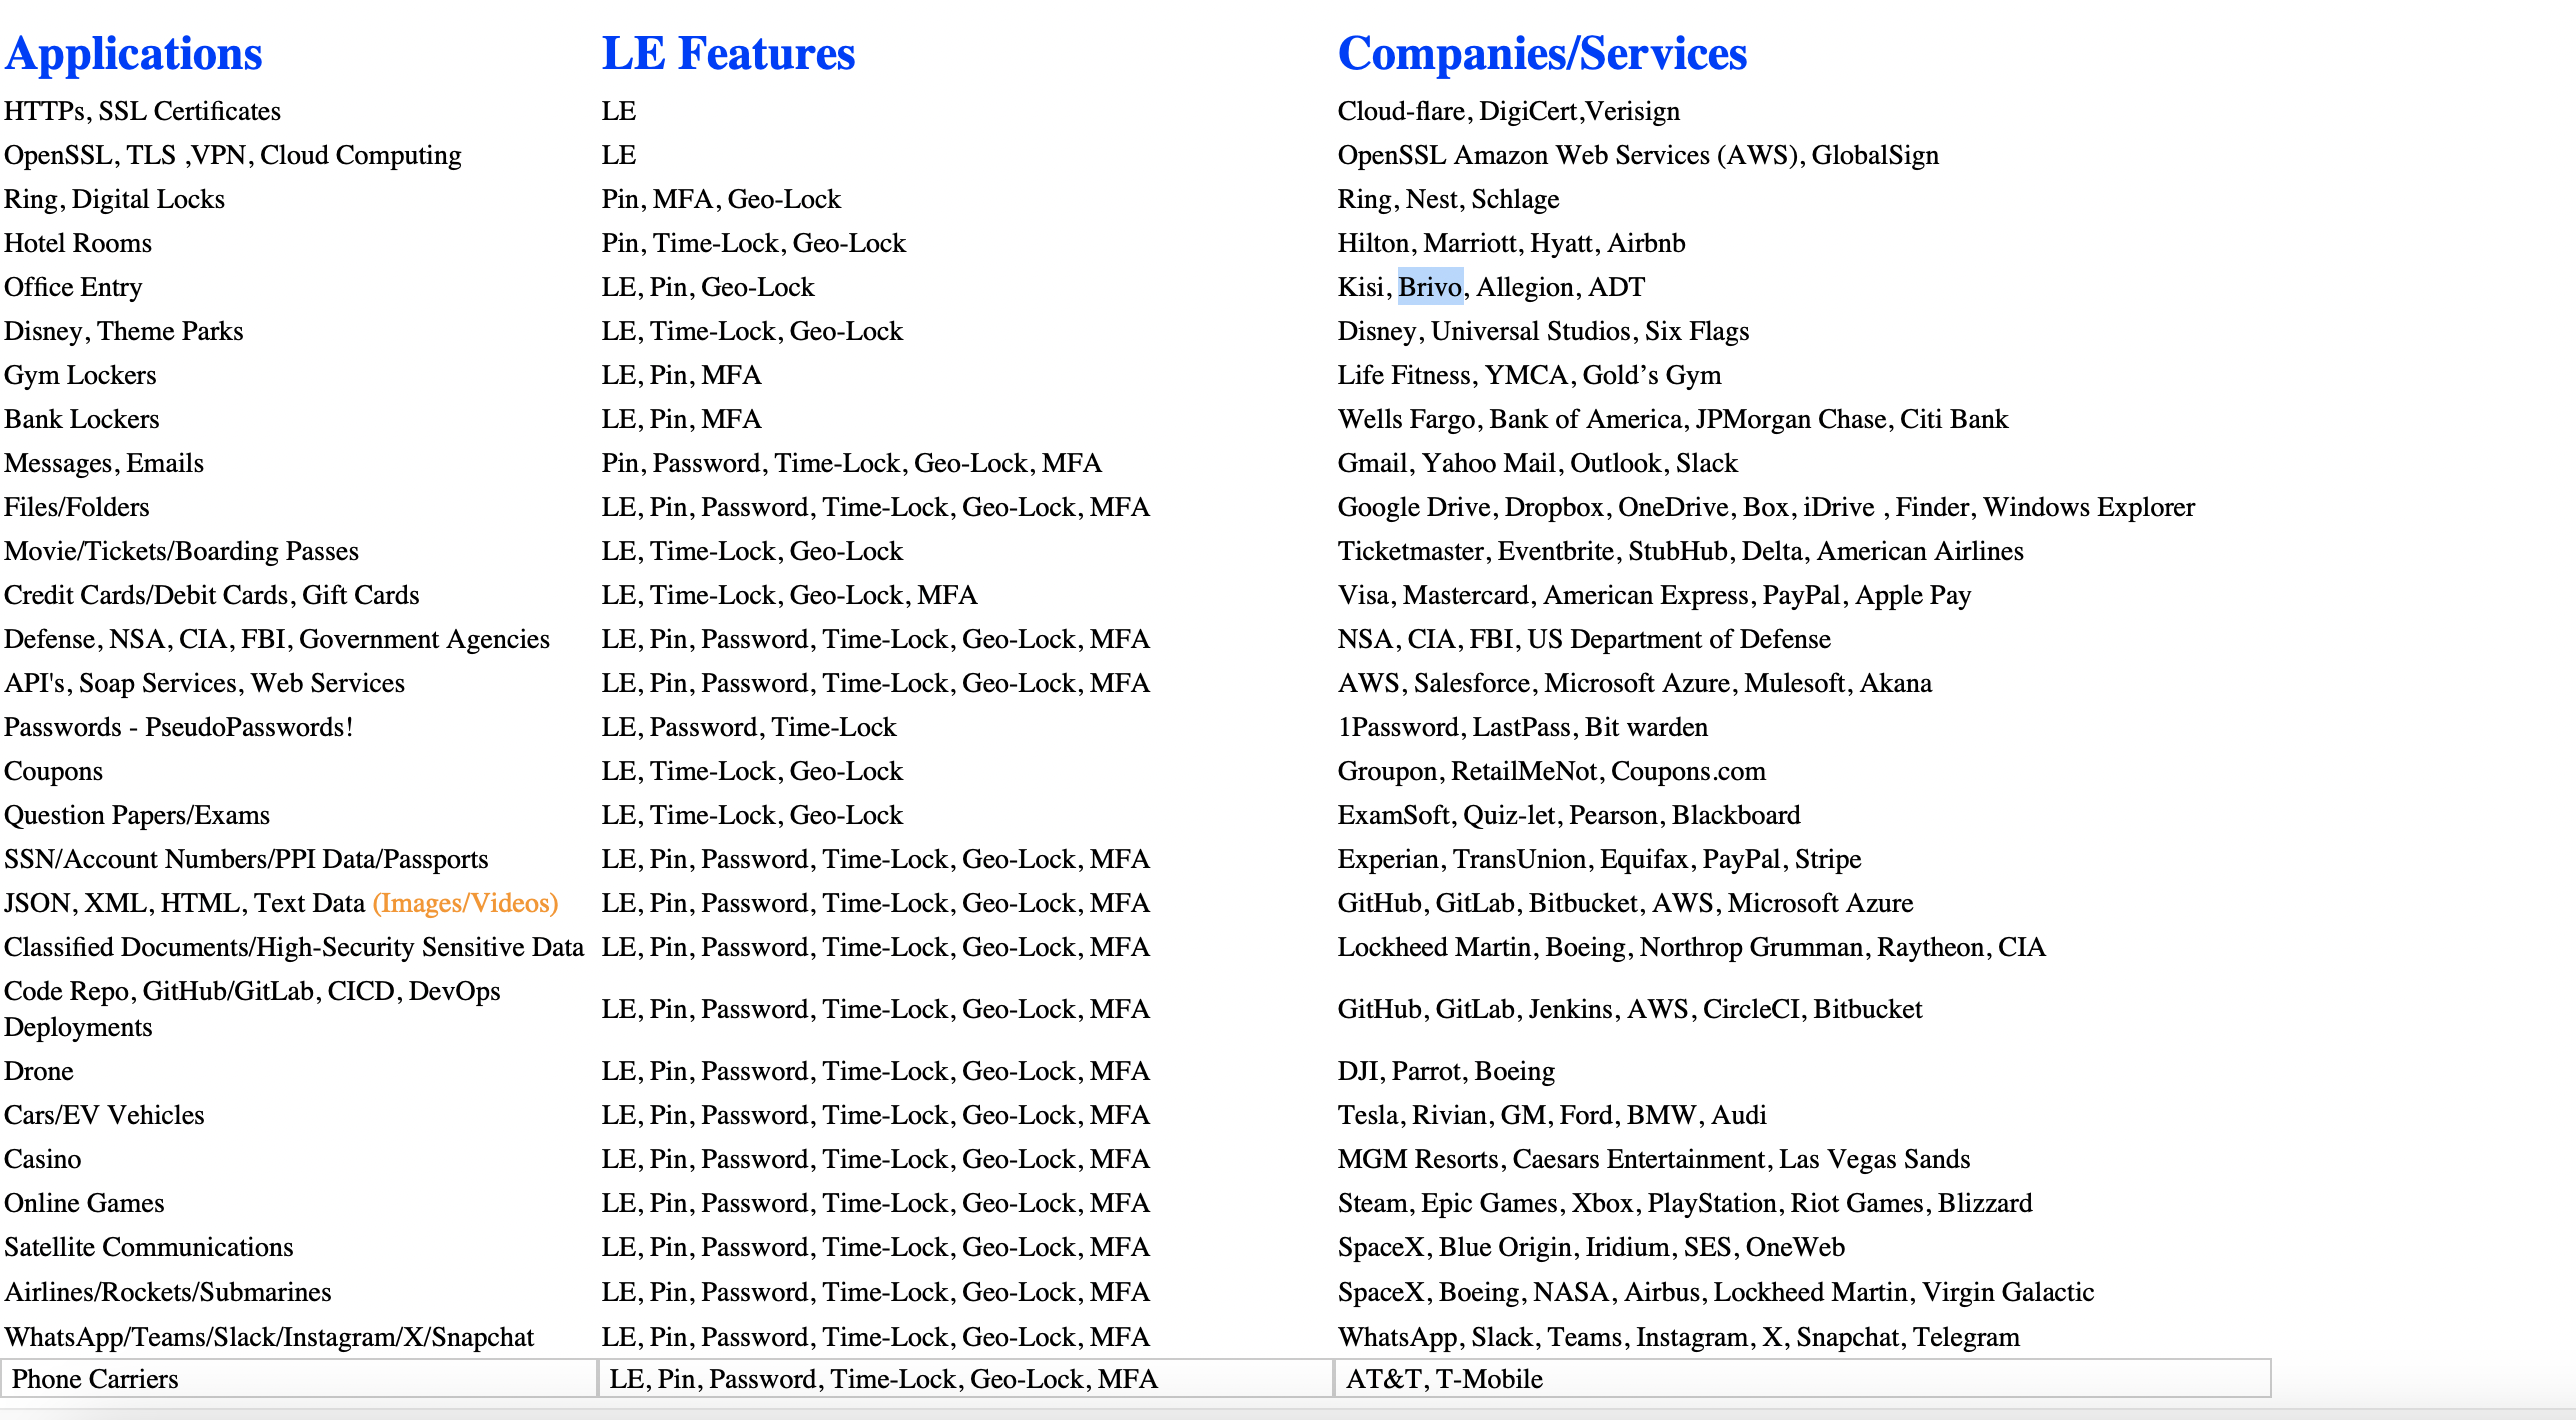 Applications LE Features Companies/Services
HTTPs, SSL Certificates LE Cloud-flare, DigiCert,Verisign
OpenSSL, TLS ,VPN, Cloud Computing LE OpenSSL Amazon Web Services (AWS), GlobalSign
Ring, Digital Locks Pin, MFA, Geo-Lock Ring, Nest, Schlage
Hotel Rooms Pin, Time-Lock, Geo-Lock Hilton, Marriott, Hyatt, Airbnb
Office Entry LE, Pin, Geo-Lock Kisi, Brivo, Allegion, ADT
Disney, Theme Parks LE, Time-Lock, Geo-Lock Disney, Universal Studios, Six Flags
Gym Lockers LE, Pin, MFA Life Fitness, YMCA, Gold’s Gym
Bank Lockers LE, Pin, MFA Wells Fargo, Bank of America, JPMorgan Chase, Citi Bank
Messages, Emails Pin, Password, Time-Lock, Geo-Lock, MFA Gmail, Yahoo Mail, Outlook, Slack
Files/Folders LE, Pin, Password, Time-Lock, Geo-Lock, MFA Google Drive, Dropbox, OneDrive, Box, iDrive , Finder, Windows Explorer
Movie/Tickets/Boarding Passes LE, Time-Lock, Geo-Lock Ticketmaster, Eventbrite, StubHub, Delta, American Airlines
Credit Cards/Debit Cards, Gift Cards LE, Time-Lock, Geo-Lock, MFA Visa, Mastercard, American Express, PayPal, Apple Pay
Defense, NSA, CIA, FBI, Government Agencies LE, Pin, Password, Time-Lock, Geo-Lock, MFA NSA, CIA, FBI, US Department of Defense
API's, Soap Services, Web Services LE, Pin, Password, Time-Lock, Geo-Lock, MFA AWS, Salesforce, Microsoft Azure, Mulesoft, Akana
Passwords - PseudoPasswords! LE, Password, Time-Lock 1Password, LastPass, Bit warden
Coupons LE, Time-Lock, Geo-Lock Groupon, RetailMeNot, Coupons.com
Question Papers/Exams LE, Time-Lock, Geo-Lock ExamSoft, Quiz-let, Pearson, Blackboard
SSN/Account Numbers/PPI Data/Passports LE, Pin, Password, Time-Lock, Geo-Lock, MFA Experian, TransUnion, Equifax, PayPal, Stripe
JSON, XML, HTML, Text Data (Images/Videos) LE, Pin, Password, Time-Lock, Geo-Lock, MFA GitHub, GitLab, Bitbucket, AWS, Microsoft Azure
Classified Documents/High-Security Sensitive Data LE, Pin, Password, Time-Lock, Geo-Lock, MFA Lockheed Martin, Boeing, Northrop Grumman, Raytheon, CIA
Code Repo, GitHub/GitLab, CICD, DevOps
Deployments LE, Pin, Password, Time-Lock, Geo-Lock, MFA GitHub, GitLab, Jenkins, AWS, CircleCI, Bitbucket
Drone LE, Pin, Password, Time-Lock, Geo-Lock, MFA DJI, Parrot, Boeing
Cars/EV Vehicles LE, Pin, Password, Time-Lock, Geo-Lock, MFA Tesla, Rivian, GM, Ford, BMW, Audi
Casino LE, Pin, Password, Time-Lock, Geo-Lock, MFA MGM Resorts, Caesars Entertainment, Las Vegas Sands
Online Games LE, Pin, Password, Time-Lock, Geo-Lock, MFA Steam, Epic Games, Xbox, PlayStation, Riot Games, Blizzard
Satellite Communications LE, Pin, Password, Time-Lock, Geo-Lock, MFA SpaceX, Blue Origin, Iridium, SES, OneWeb
Airlines/Rockets/Submarines LE, Pin, Password, Time-Lock, Geo-Lock, MFA SpaceX, Boeing, NASA, Airbus, Lockheed Martin, Virgin Galactic
WhatsApp/Teams/Slack/Instagram/X/Snapchat LE, Pin, Password, Time-Lock, Geo-Lock, MFA WhatsApp, Slack, Teams, Instagram, X, Snapchat, Telegram
Phone Carriers LE, Pin, Password, Time-Lock, Geo-Lock, MFA AT&T, T-Mobile